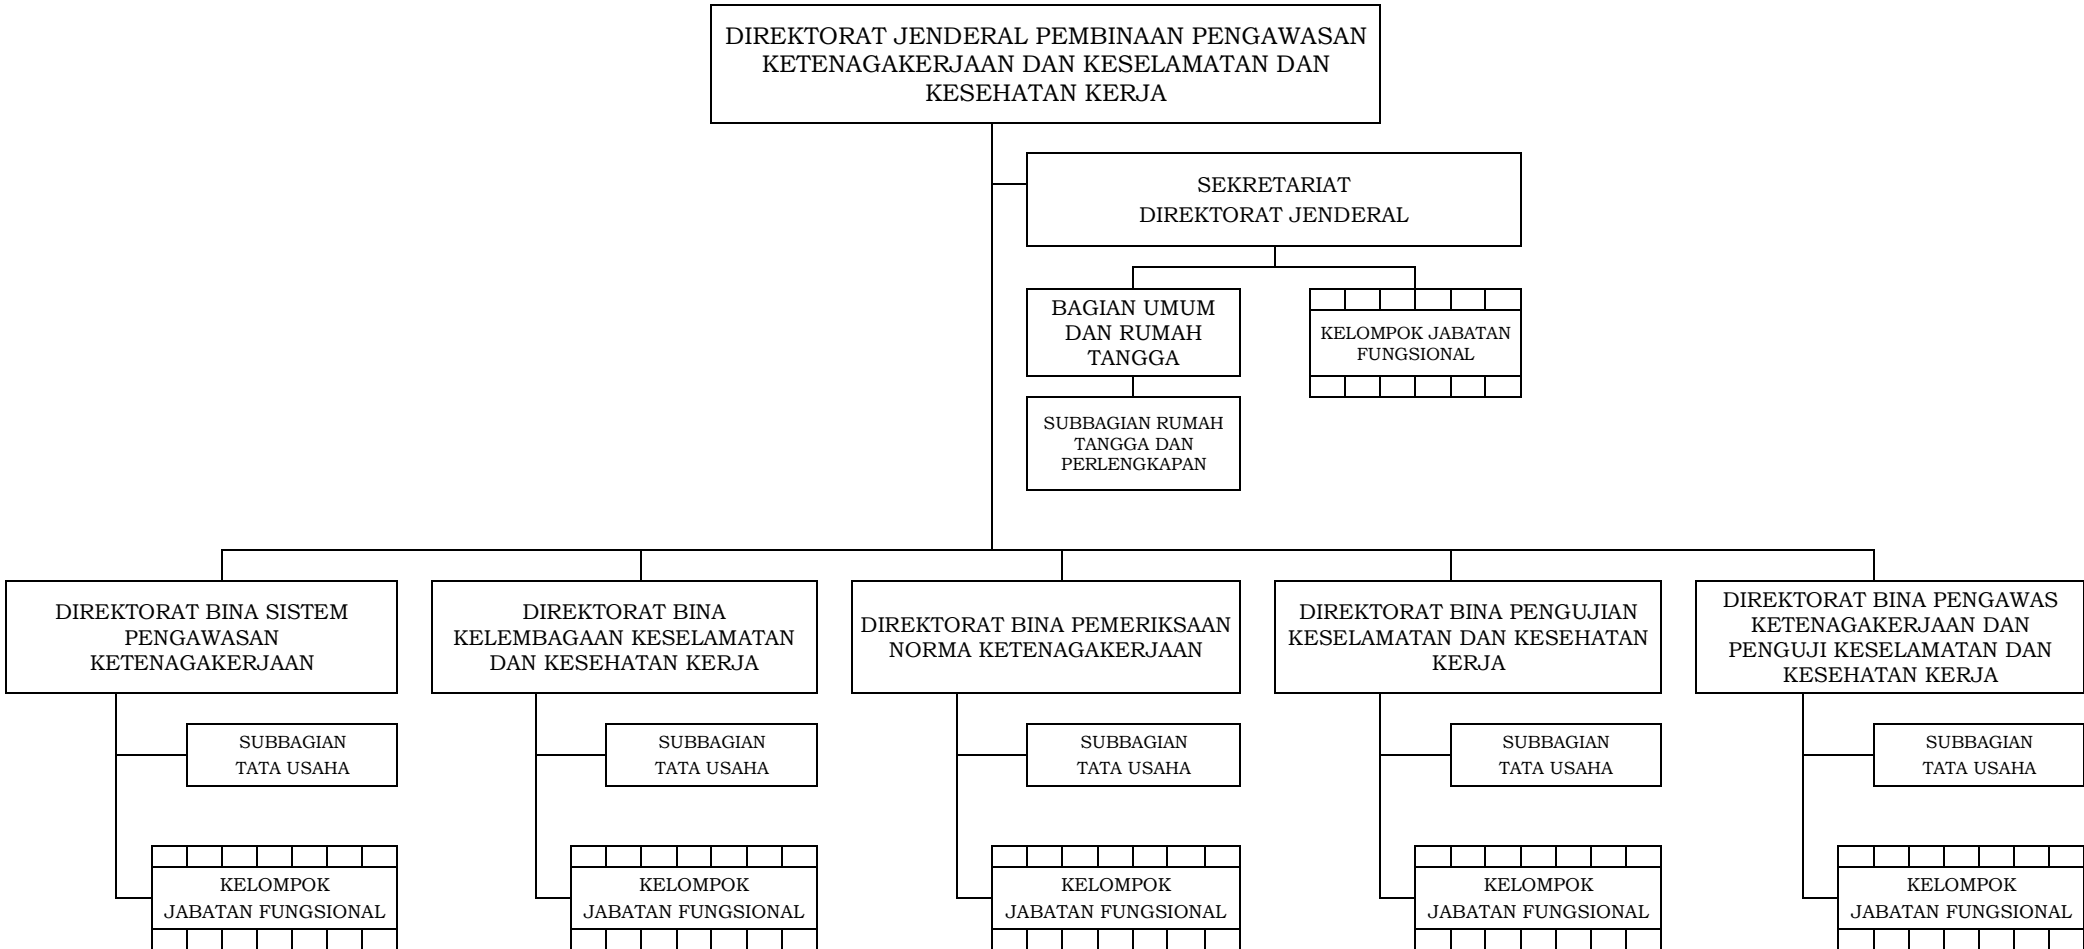 DIREKTORAT JENDERAL PEMBINAAN PENGAWASAN
KETENAGAKERJAAN DAN KESELAMATAN DAN
KESEHATAN KERJA
SEKRETARIAT
DIREKTORAT JENDERAL
BAGIAN UMUM
DAN RUMAH
TANGGA
KELOMPOK JABATAN
FUNGSIONAL
SUBBAGIAN RUMAH
TANGGA DAN
PERLENGKAPAN
DIREKTORAT BINA SISTEM
PENGAWASAN
KETENAGAKERJAAN
DIREKTORAT BINA
KELEMBAGAAN KESELAMATAN
DAN KESEHATAN KERJA
DIREKTORAT BINA PEMERIKSAAN
NORMA KETENAGAKERJAAN
DIREKTORAT BINA PENGUJIAN
KESELAMATAN DAN KESEHATAN
KERJA
DIREKTORAT BINA PENGAWAS
KETENAGAKERJAAN DAN
PENGUJI KESELAMATAN DAN
KESEHATAN KERJA
SUBBAGIAN
TATA USAHA
SUBBAGIAN
TATA USAHA
SUBBAGIAN
TATA USAHA
SUBBAGIAN
TATA USAHA
SUBBAGIAN
TATA USAHA
KELOMPOK
JABATAN FUNGSIONAL
KELOMPOK
JABATAN FUNGSIONAL
KELOMPOK
JABATAN FUNGSIONAL
KELOMPOK
JABATAN FUNGSIONAL
KELOMPOK
JABATAN FUNGSIONAL